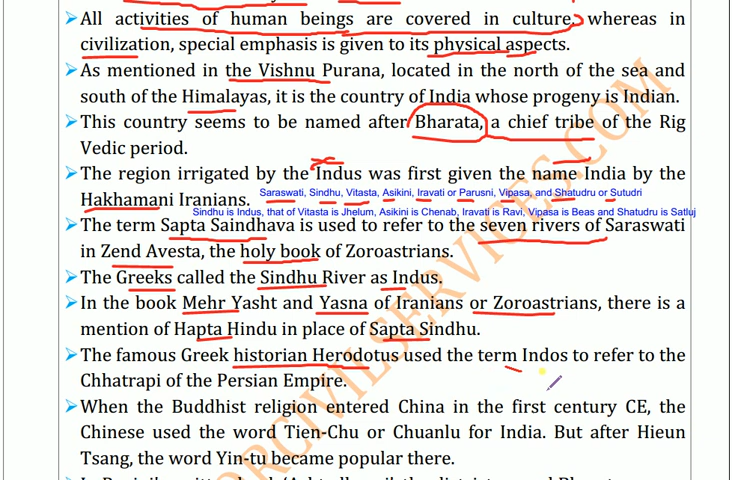 ➤All activities of human beings are covered in culture, whereas in
civilization, special emphasis is given to its physical aspects.
➤As mentioned in the Vishnu Purana, located in the north of the sea and
south of the Himalayas, it is the country of India whose progeny is Indian.
➤This country seems to be named after Bharata, a chief tribe of the Rig
Vedic period.
➤The region irrigated by the Indus was first given the name India by the
Hakhamani Iranians.
Saraswati, Sindhu, Vitasta, Asikini, Iravati or Parusni, Vipasa, and Shatudru or Sutudri
Sindhu is Indus, that of Vitasta is Jhelum, Asikini is Chenab, Iravati is Ravi, Vipasa is Beas and Shatudru is Satluj
➤The term Sapta Saindhava is used to refer to the seven rivers of Saraswati
in Zend Avesta, the holy book of Zoroastrians.
➤The Greeks called the Sindhu River as Indus.
➤In the book Mehr Yasht and Yasna of Iranians or Zoroastrians, there is a
mention of Hapta Hindu in place of Sapta Sindhu.
➤The famous Greek historian Herodotus used the term Indos to refer to the
Chhatrapi of the Persian Empire.
➤When the Buddhist religion entered China in the first century CE, the
Chinese used the word Tien-Chu or Chuanlu for India. But after Hieun
Tsang, the word Yin-tu became popular there.
ORCIVILSERVICES.COM